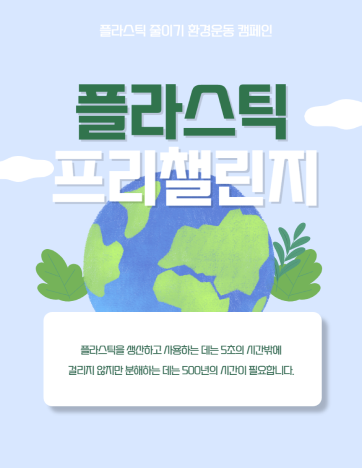 플라스틱 줄이기 환경운동 캠페인
플라스틱
프리챌린지
플라스틱을 생산하고 사용하는 데는 5초의 시간밖에
걸리지 않지만 분해하는 데는 500년의 시간이 필요합니다.